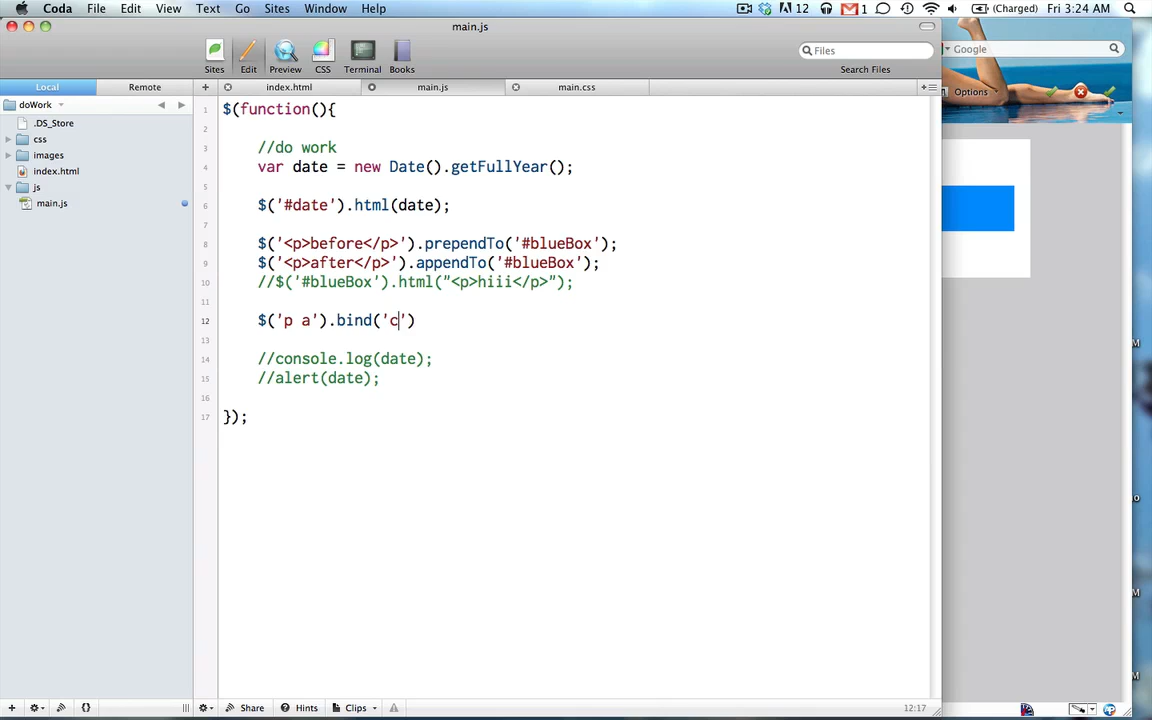 Coda File Edit View Text Go Sites Window Help 12 1 (Charged) Fri 3:24 AM
main.js
Sites Edit Preview CSS Terminal Books Files Google
Search Files Options
Local Remote index.html main.js main.css
doWork
.DS_Store
css
images
index.html
js
main.js
1 $(function(){
2
3 //do work
4 var date = new Date().getFullYear();
5
6 $('#date').html(date);
7
8 $('<p>before</p>').prependTo('#blueBox');
9 $('<p>after</p>').appendTo('#blueBox');
10 //$('#blueBox').html("<p>hiii</p>");
11
12 $('p a').bind('c')
13
14 //console.log(date);
15 //alert(date);
16
17 });
Share Hints Clips 12:17